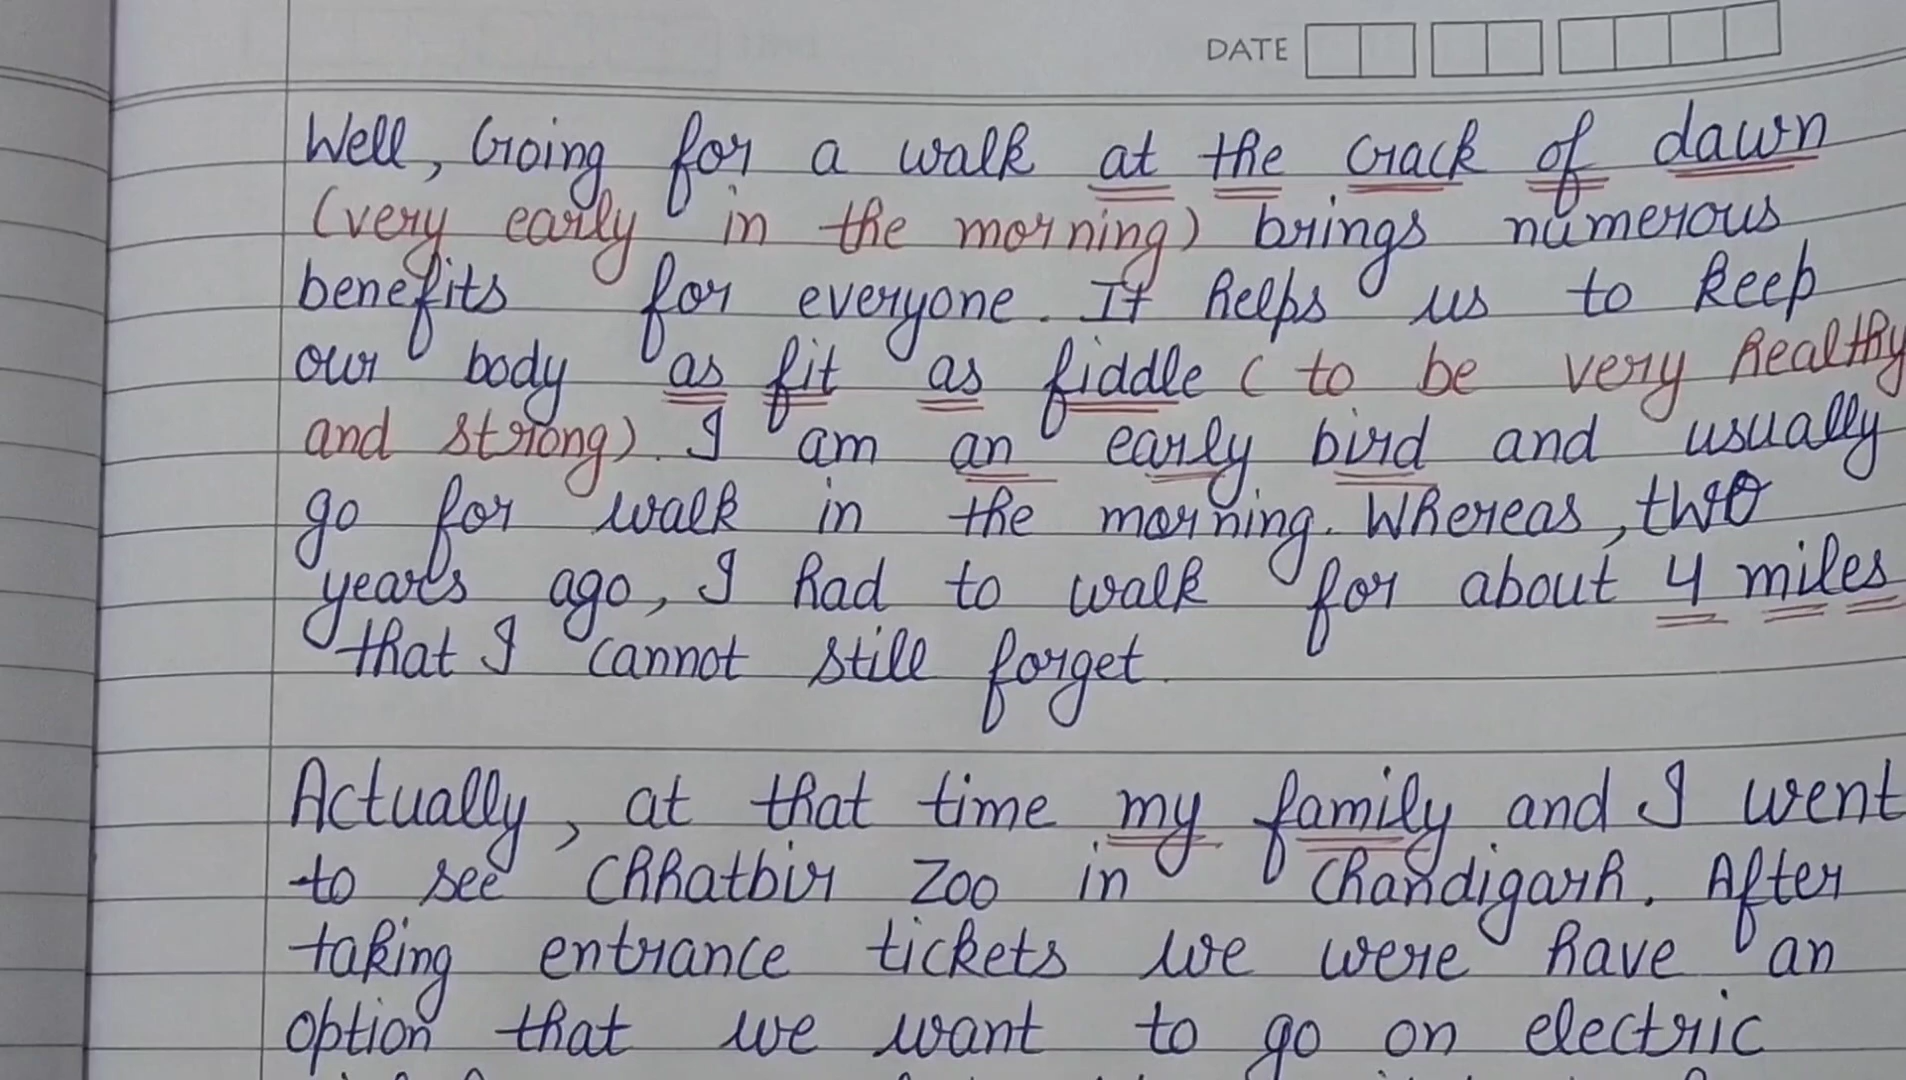 DATE
Well, Going for a walk at the crack of dawn
(very early in the morning) brings numerous
benefits for everyone. It helps us to keep
our body as fit as fiddle ( to be very healthy
and strong). I am an early bird and usually
go for walk in the morning. Whereas, two
years ago, I had to walk for about 4 miles
that I cannot still forget.
Actually, at that time my family and I went
to see Chhatbir Zoo in Chandigarh. After
taking entrance tickets we were have an
option that we want to go on electric